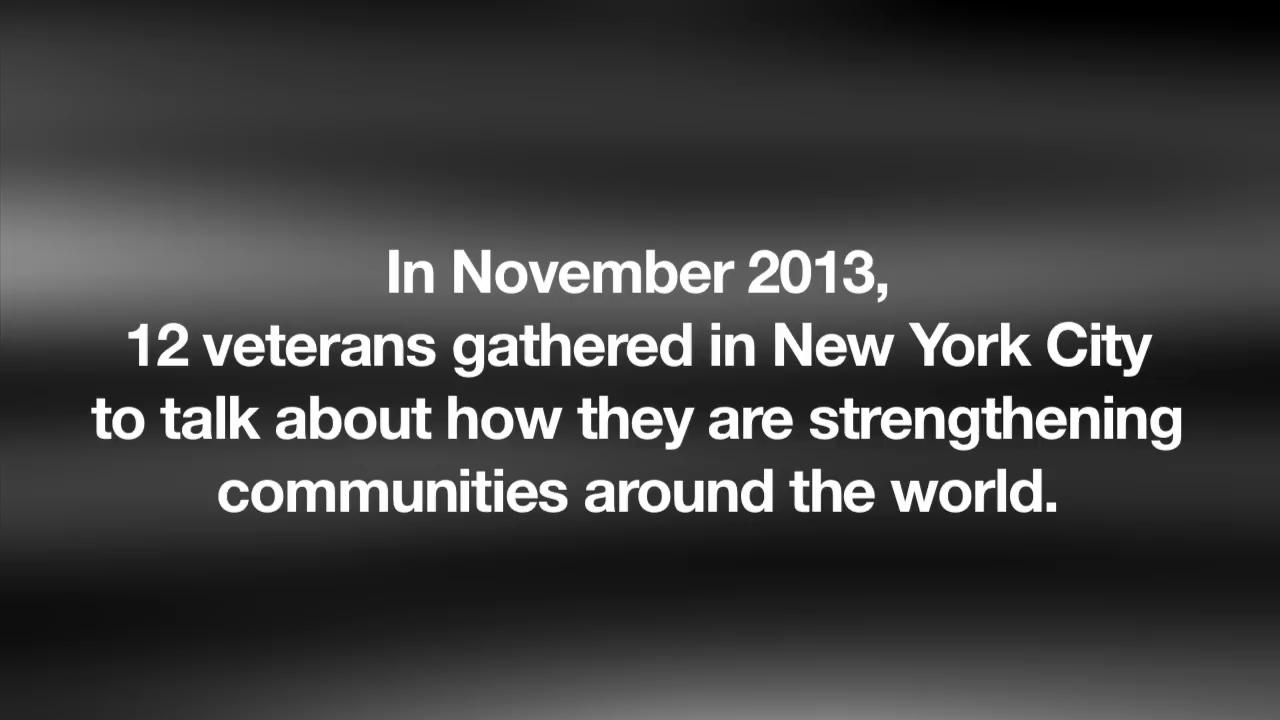 In November 2013,
12 veterans gathered in New York City
to talk about how they are strengthening
communities around the world.